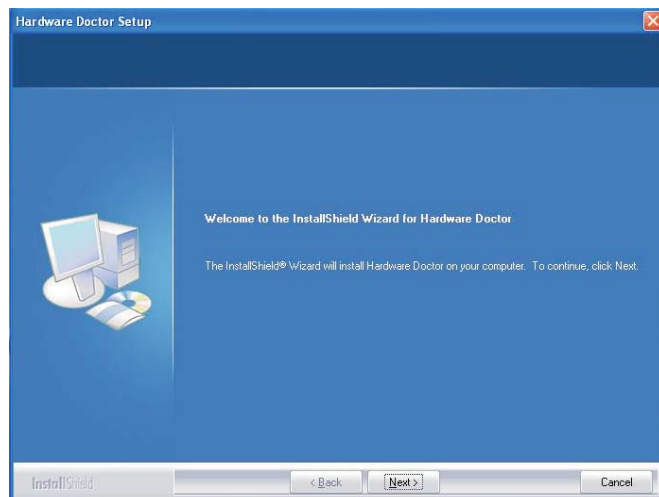 Hardware Doctor Setup
Welcome to the InstallShield Wizard for Hardware Doctor
The InstallShield® Wizard will install Hardware Doctor on your computer. To continue, click Next.
InstallShield
< Back Next > Cancel